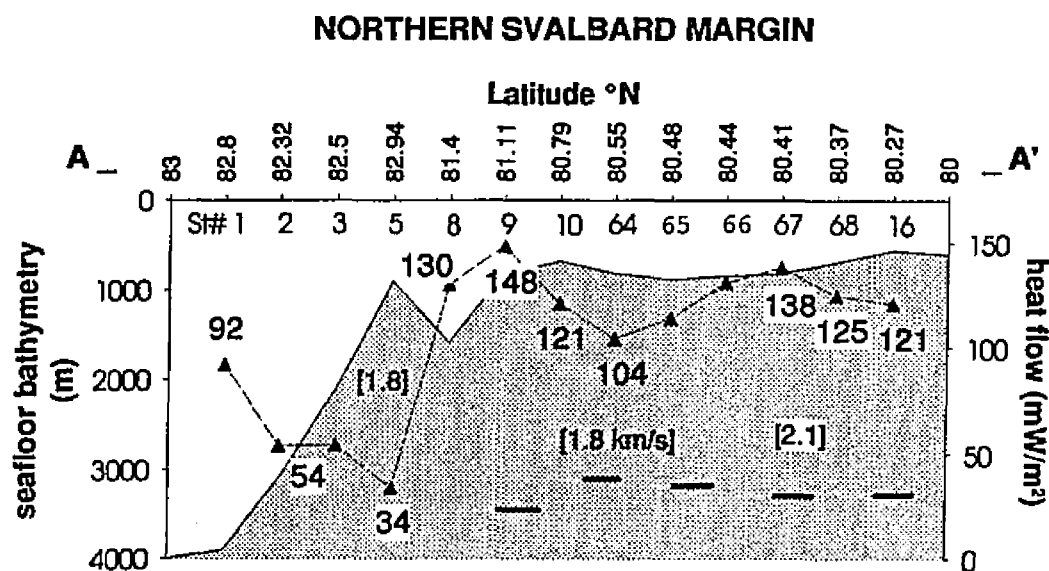 NORTHERN SVALBARD MARGIN
Latitude °N
A A'
83 82.8 82.32 82.5 82.94 81.4 81.11 80.79 80.55 80.48 80.44 80.41 80.37 80.27 80
St# 1 2 3 5 8 9 10 64 65 66 67 68 16
0
1000
2000
3000
4000
seafloor bathymetry
(m)
150
100
50
0
heat flow (mW/m²)
130
148
92
138
121
125
121
104
[1.8]
[1.8 km/s]
[2.1]
54
34